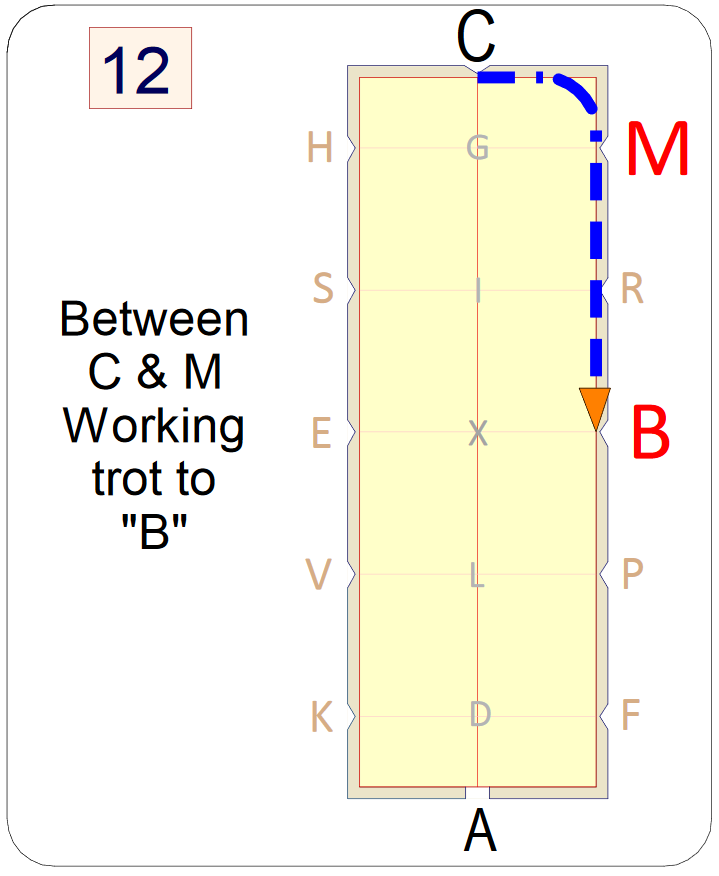 12
C
H G M
S I R
Between
C & M
Working
trot to
"B"
E X B
V L P
K D F
A